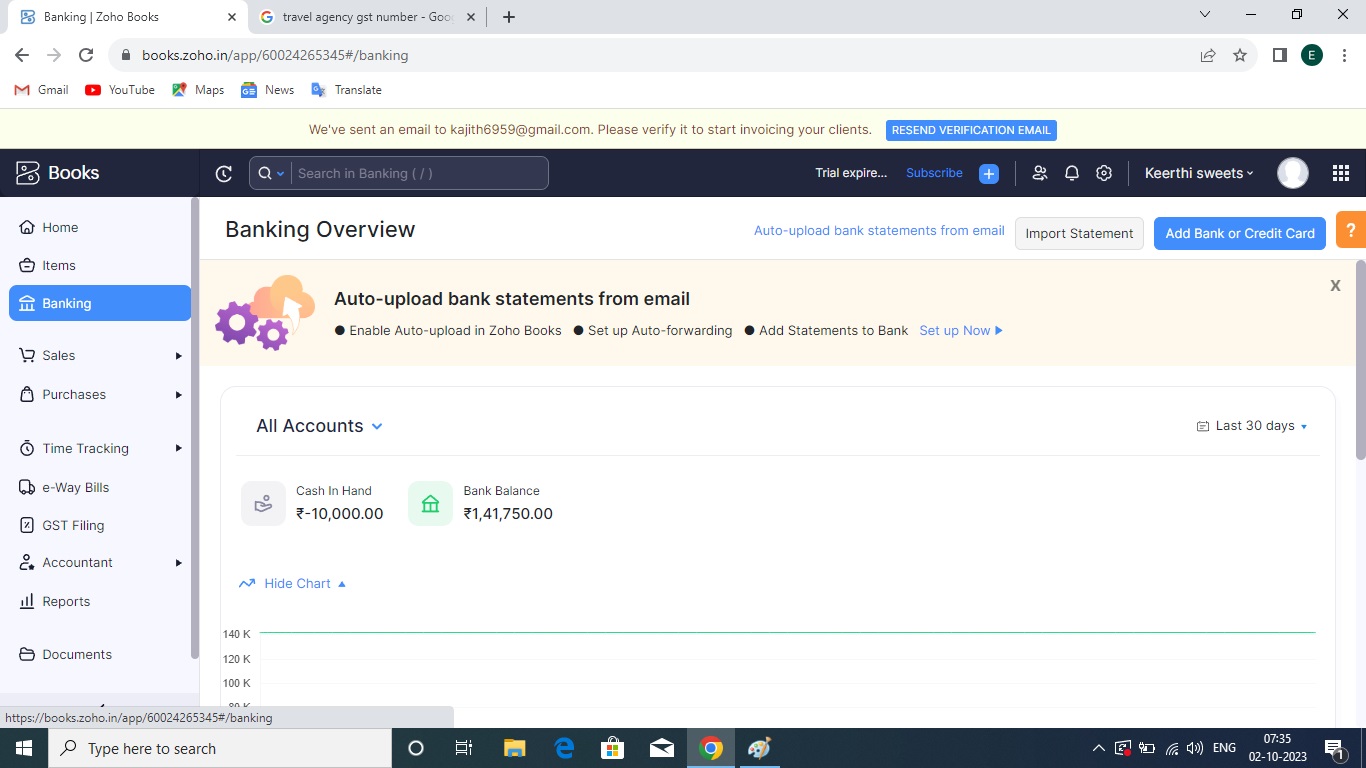 Banking | Zoho Books
travel agency gst number - Goo
books.zoho.in/app/60024265345#/banking
E
Gmail
YouTube
Maps
News
Translate
We've sent an email to kajith6959@gmail.com. Please verify it to start invoicing your clients.
RESEND VERIFICATION EMAIL
Books
Search in Banking ( / )
Trial expire...
Subscribe
Keerthi sweets
Home
Items
Banking
Sales
Purchases
Time Tracking
e-Way Bills
GST Filing
Accountant
Reports
Documents
Banking Overview
Auto-upload bank statements from email
Import Statement
Add Bank or Credit Card
?
Auto-upload bank statements from email
X
● Enable Auto-upload in Zoho Books ● Set up Auto-forwarding ● Add Statements to Bank Set up Now
All Accounts
Last 30 days
Cash In Hand
₹-10,000.00
Bank Balance
₹1,41,750.00
Hide Chart
140 K
120 K
100 K
80 K
https://books.zoho.in/app/60024265345#/banking
Type here to search
ENG
07:35
02-10-2023
1